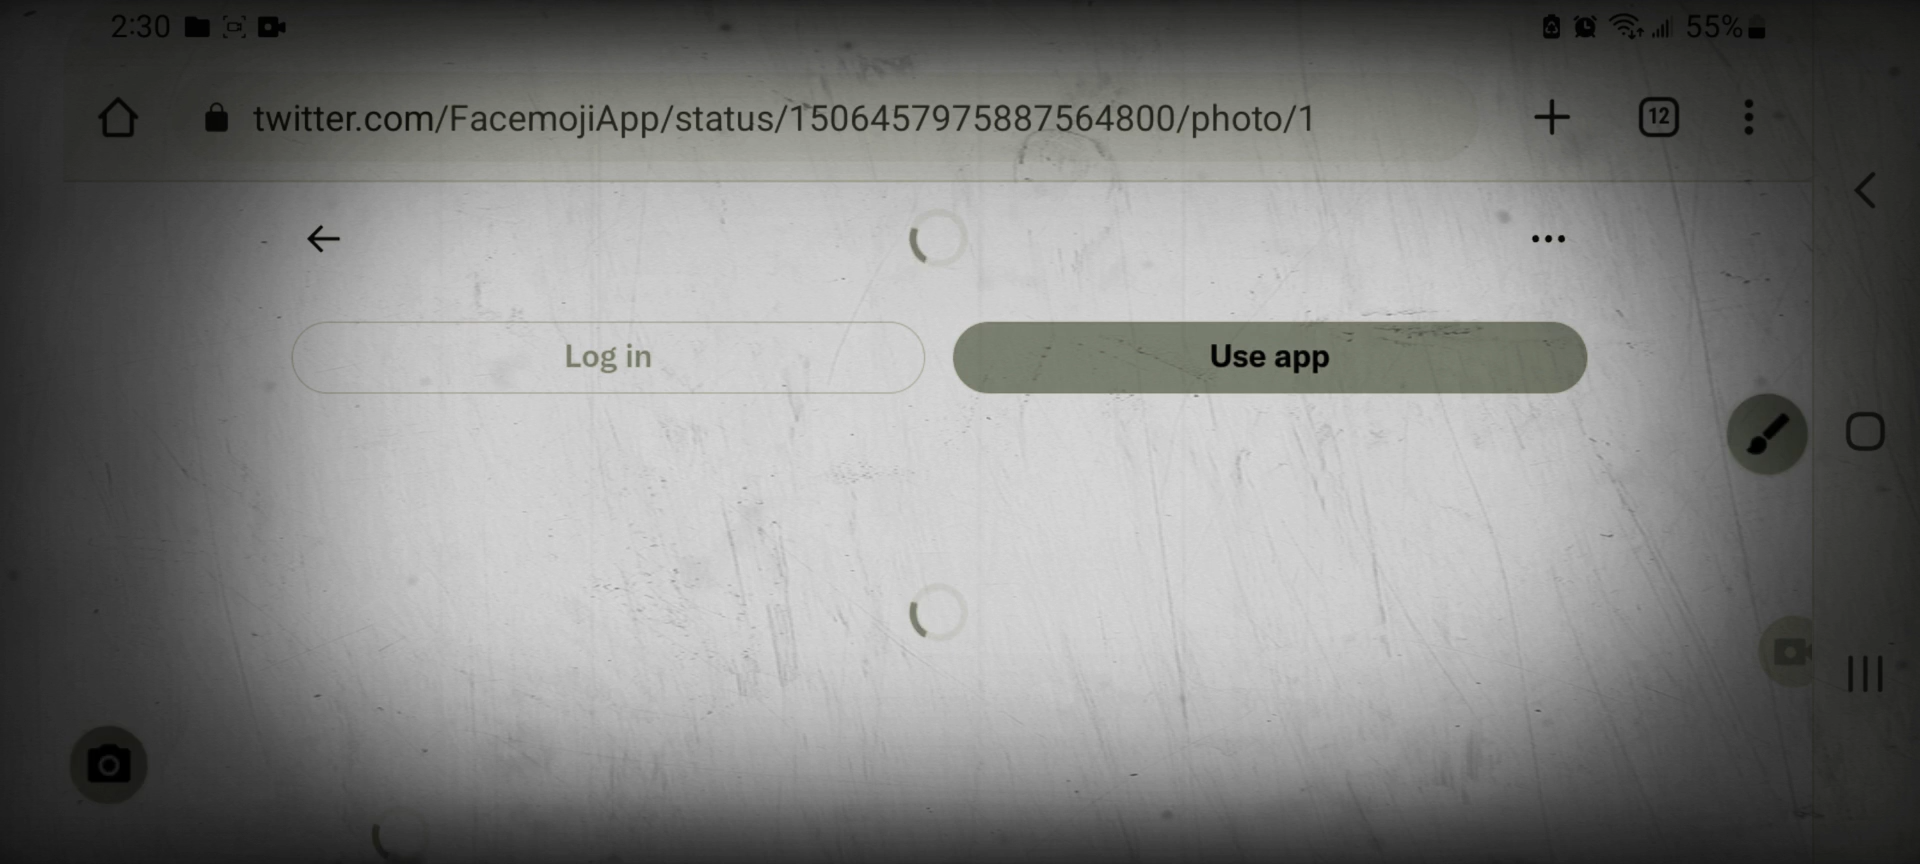 2:30 55%
twitter.com/FacemojiApp/status/1506457975887564800/photo/1 12
Log in Use app